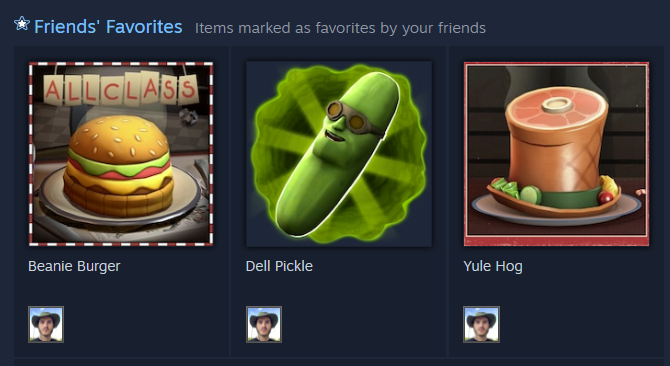 Friends' Favorites Items marked as favorites by your friends
ALLCLASS
Beanie Burger
Dell Pickle
Yule Hog